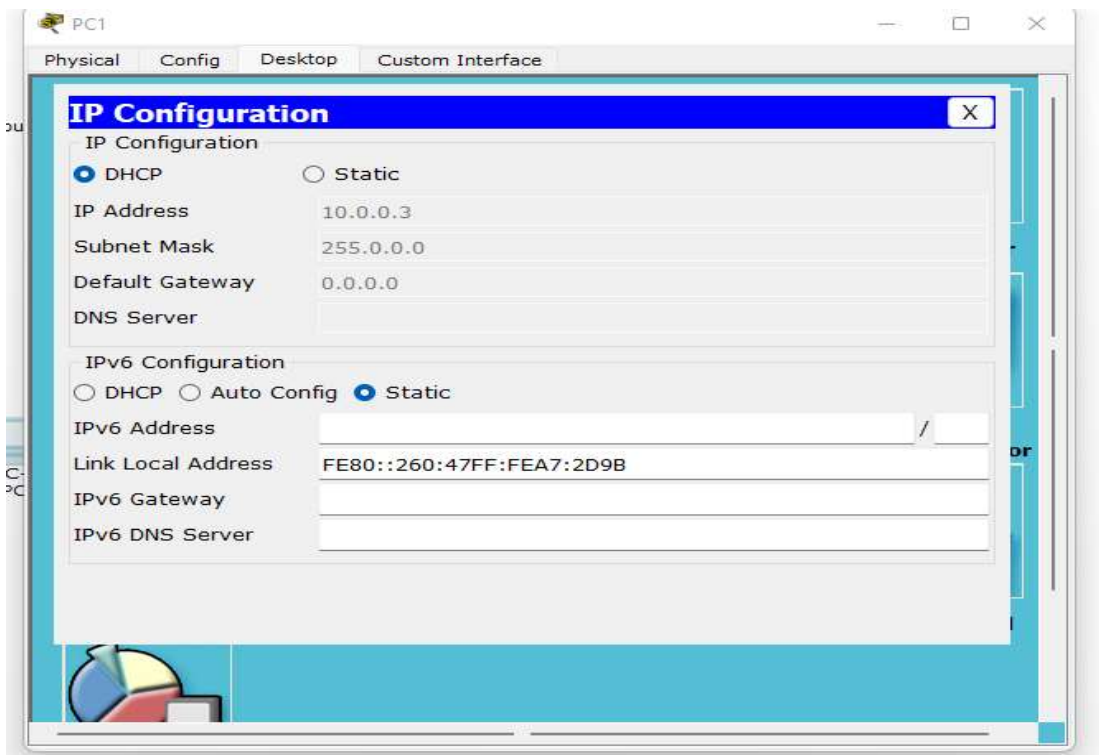 PC1
Physical Config Desktop Custom Interface
IP Configuration X
IP Configuration
DHCP Static
IP Address 10.0.0.3
Subnet Mask 255.0.0.0
Default Gateway 0.0.0.0
DNS Server
IPv6 Configuration
DHCP Auto Config Static
IPv6 Address /
Link Local Address FE80::260:47FF:FEA7:2D9B
IPv6 Gateway
IPv6 DNS Server